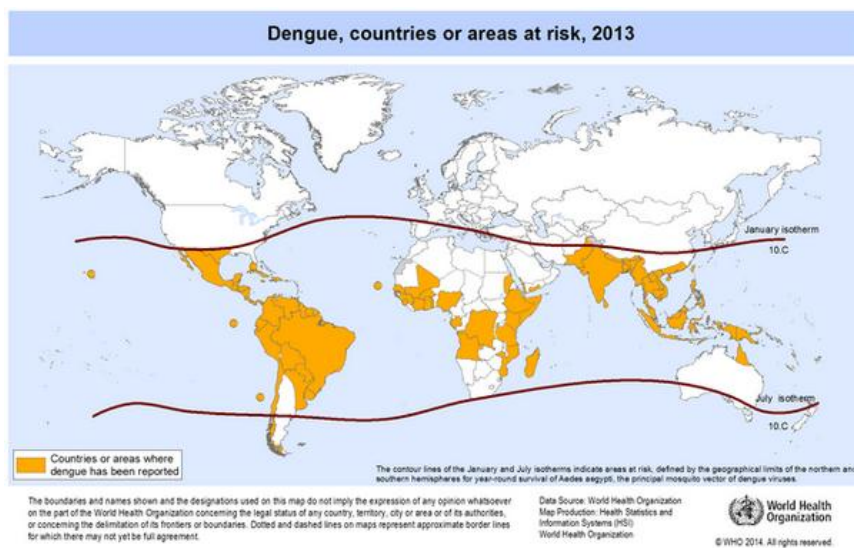 Dengue, countries or areas at risk, 2013
January isotherm
10.C
July isotherm
10.C
Countries or areas where
dengue has been reported
The contour lines of the January and July isotherms indicate areas at risk, defined by the geographical limits of the northern and
southern hemispheres for year-round survival of Aedes aegypti, the principal mosquito vector of dengue viruses.
The boundaries and names shown and the designations used on this map do not imply the expression of any opinion whatsoever
on the part of the World Health Organization concerning the legal status of any country, territory, city or area or of its authorities,
or concerning the delimitation of its frontiers or boundaries. Dotted and dashed lines on maps represent approximate border lines
for which there may not yet be full agreement.
Data Source: World Health Organization
Map Production: Health Statistics and
Information Systems (HSI)
World Health Organization
World Health
Organization
© WHO 2014. All rights reserved.